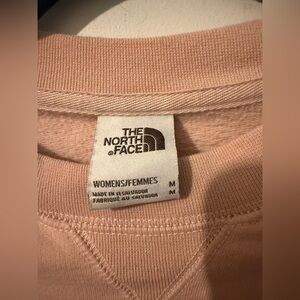 THE
NORTH
FACE
WOMENS/FEMMES M
MADE IN EL SALVADOR M
FABRIQUÉ AU SALVADOR